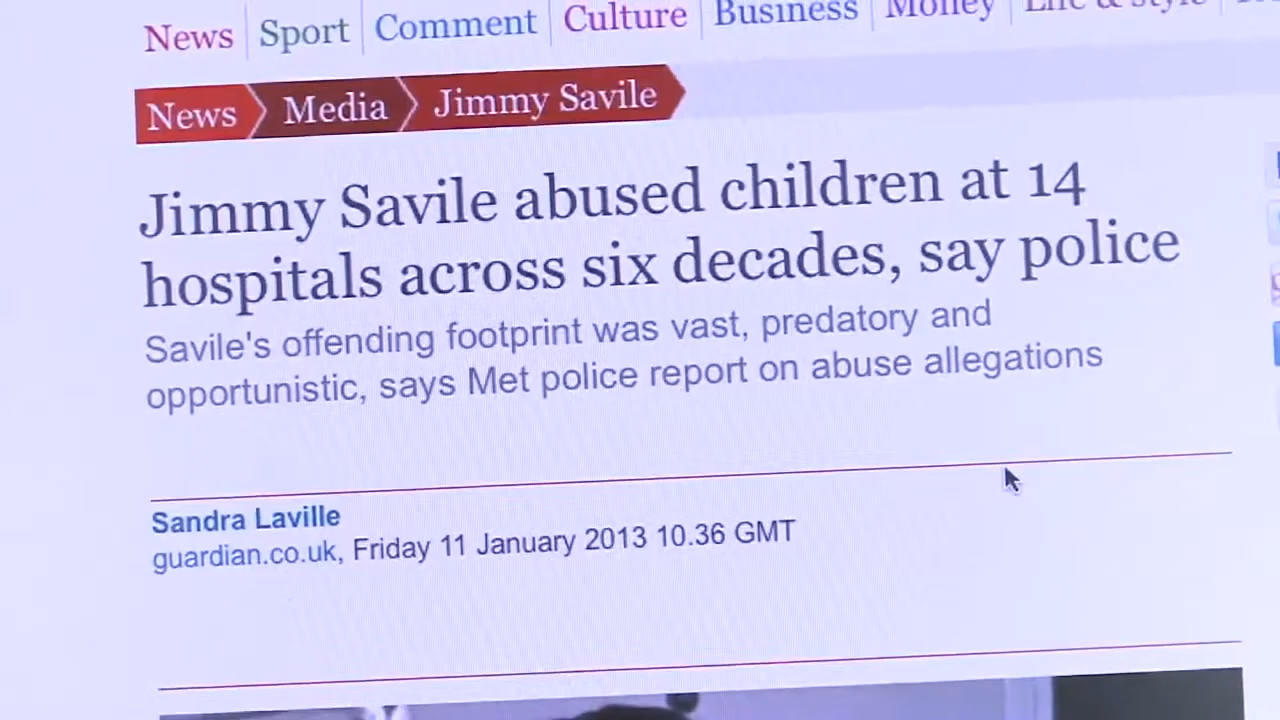 News Sport Comment Culture Business Money Life & style
News Media Jimmy Savile
Jimmy Savile abused children at 14
hospitals across six decades, say police
Savile's offending footprint was vast, predatory and
opportunistic, says Met police report on abuse allegations
Sandra Laville
guardian.co.uk, Friday 11 January 2013 10.36 GMT